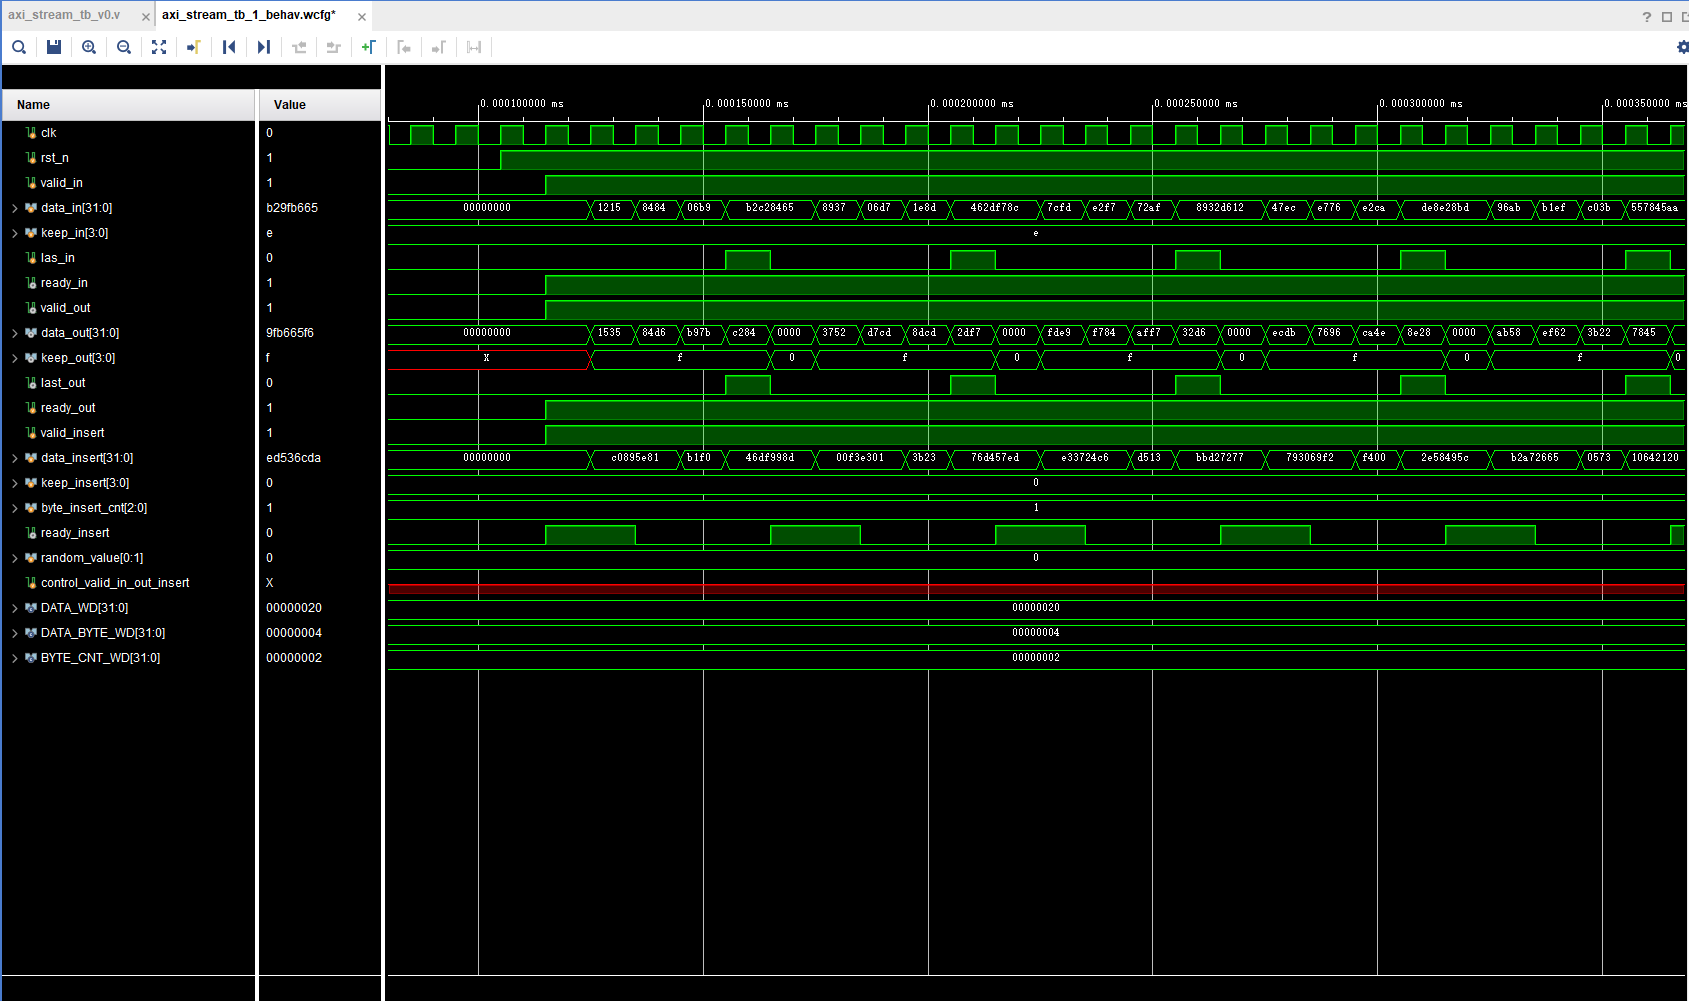 axi_stream_tb_v0.v × axi_stream_tb_1_behav.wcfg* ×
Name Value
0.000100000 ms 0.000150000 ms 0.000200000 ms 0.000250000 ms 0.000300000 ms 0.000350000 ms
clk 0
rst_n 1
valid_in 1
data_in[31:0] b29fb665 00000000 1215 8484 06b9 b2c28465 8937 06d7 1e8d 462df78c 7cfd e2f7 72af 8932d612 47ec e776 e2ca de8e28bd 96ab b1ef c03b 557845aa
keep_in[3:0] e e
las_in 0
ready_in 1
valid_out 1
data_out[31:0] 9fb665f6 00000000 1535 84d6 b97b c284 0000 3752 d7cd 8dcd 2df7 0000 fde9 f784 aff7 32d6 0000 ecdb 7696 ca4e 8e28 0000 ab58 ef62 3b22 7845
keep_out[3:0] f X f 0 f 0 f 0 f 0 f 0
last_out 0
ready_out 1
valid_insert 1
data_insert[31:0] ed536cda 00000000 c0895e81 b1f0 46df998d 00f3e301 3b23 76d457ed e33724c6 d513 bbd27277 793069f2 f400 2e58495c b2a72665 0573 10642120
keep_insert[3:0] 0 0
byte_insert_cnt[2:0] 1 1
ready_insert 0
random_value[0:1] 0 0
control_valid_in_out_insert X
DATA_WD[31:0] 00000020 00000020
DATA_BYTE_WD[31:0] 00000004 00000004
BYTE_CNT_WD[31:0] 00000002 00000002